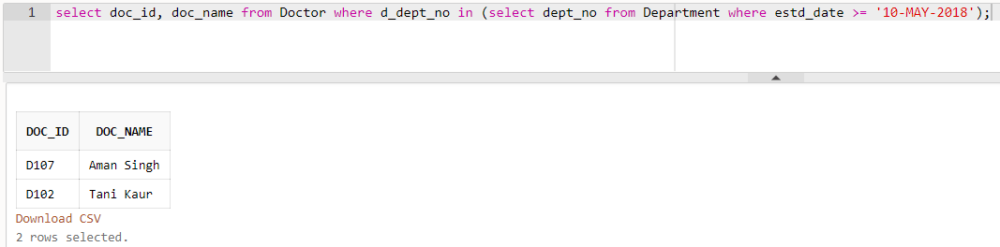 1 select doc_id, doc_name from Doctor where d_dept_no in (select dept_no from Department where estd_date >= '10-MAY-2018');
DOC_ID DOC_NAME
D107 Aman Singh
D102 Tani Kaur
Download CSV
2 rows selected.